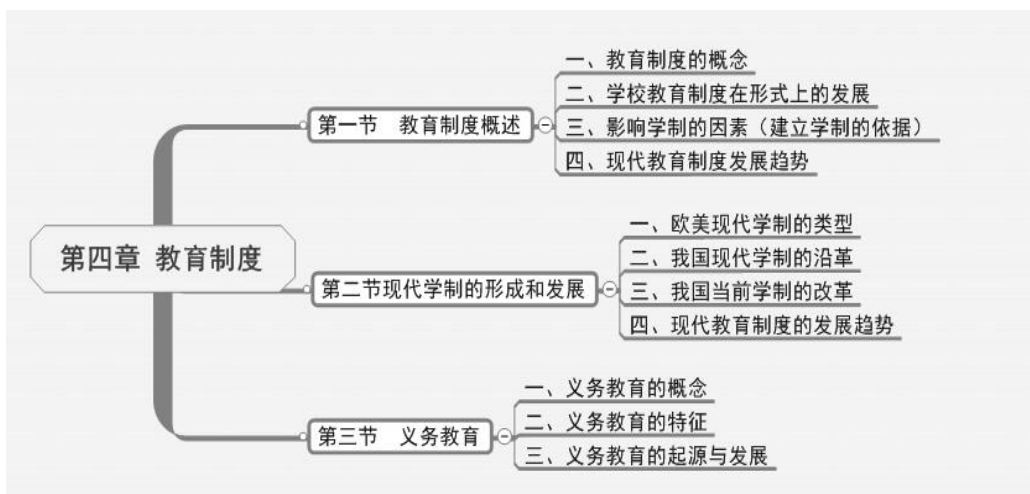 第四章 教育制度
第一节 教育制度概述
一、教育制度的概念
二、学校教育制度在形式上的发展
三、影响学制的因素（建立学制的依据）
四、现代教育制度发展趋势
第二节现代学制的形成和发展
一、欧美现代学制的类型
二、我国现代学制的沿革
三、我国当前学制的改革
四、现代教育制度的发展趋势
第三节 义务教育
一、义务教育的概念
二、义务教育的特征
三、义务教育的起源与发展